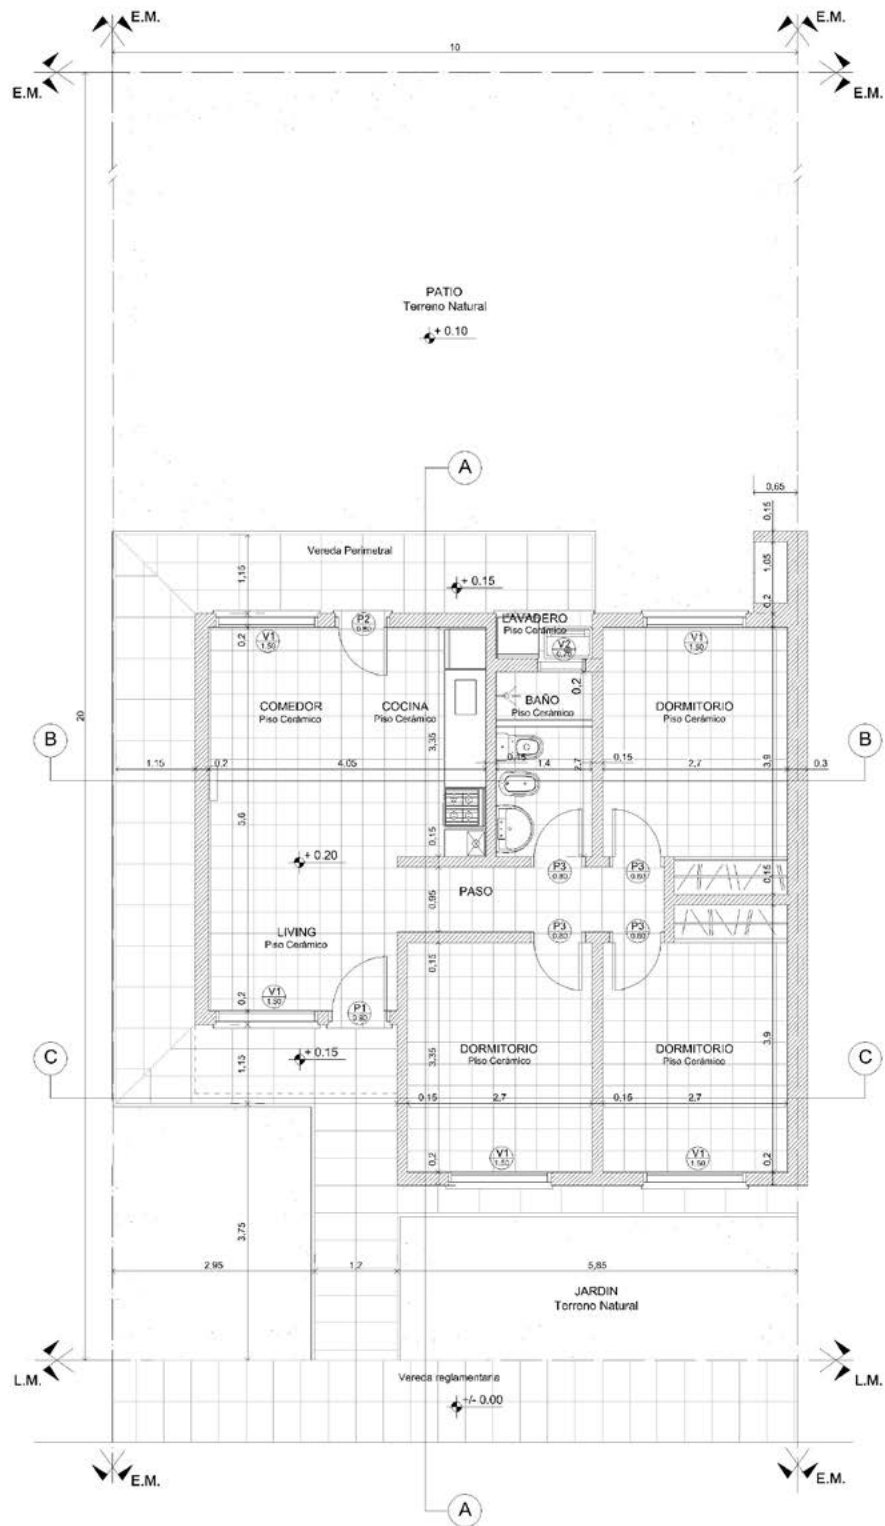 E.M.
E.M.
10
E.M.
E.M.
PATIO
Terreno Natural
+ 0.10
A
0,65
0,15
Vereda Perimetral
1,05
1,15
+ 0.15
0,2
LAVADERO
Piso Cerámico
P2
0.80
V1
1.50
V2
V1
1.50
0,2
0,2
COMEDOR
Piso Cerámico
COCINA
Piso Cerámico
BAÑO
Piso Cerámico
DORMITORIO
Piso Cerámico
20
B
B
3,35
0,15
0,15
2,7
3,9
1,15
0,2
4,05
1,4
2,7
0,3
5,6
0,15
+ 0.20
P3
0.80
P3
0.80
0,15
PASO
0,95
LIVING
Piso Cerámico
P3
0.80
P3
0.80
0,15
V1
1.50
0,2
P1
0.90
C
C
+ 0.15
1,15
3,35
DORMITORIO
Piso Cerámico
DORMITORIO
Piso Cerámico
3,9
0,15
2,7
0,15
2,7
V1
1.50
V1
1.50
0,2
0,2
3,75
2,95
1,2
5,85
JARDIN
Terreno Natural
L.M.
L.M.
Vereda reglamentaria
+/- 0.00
E.M.
E.M.
A